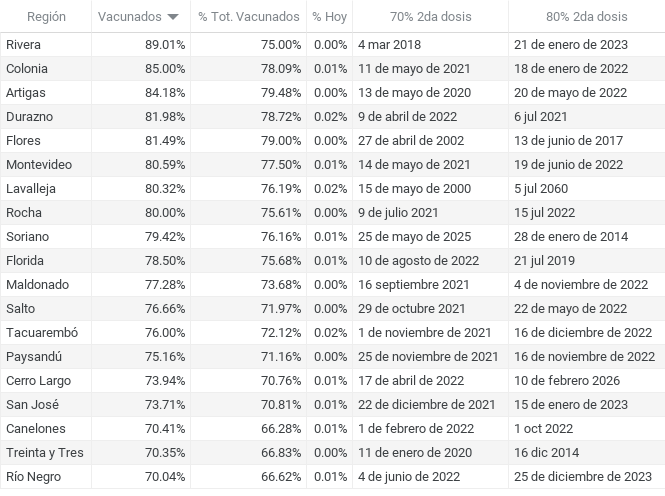 Región Vacunados % Tot. Vacunados % Hoy 70% 2da dosis 80% 2da dosis
Rivera 89.01% 75.00% 0.00% 4 mar 2018 21 de enero de 2023
Colonia 85.00% 78.09% 0.01% 11 de mayo de 2021 18 de enero de 2022
Artigas 84.18% 79.48% 0.00% 13 de mayo de 2020 20 de mayo de 2022
Durazno 81.98% 78.72% 0.02% 9 de abril de 2022 6 jul 2021
Flores 81.49% 79.00% 0.00% 27 de abril de 2002 13 de junio de 2017
Montevideo 80.59% 77.50% 0.01% 14 de mayo de 2021 19 de junio de 2022
Lavalleja 80.32% 76.19% 0.02% 15 de mayo de 2000 5 jul 2060
Rocha 80.00% 75.61% 0.00% 9 de julio 2021 15 jul 2022
Soriano 79.42% 76.16% 0.01% 25 de mayo de 2025 28 de enero de 2014
Florida 78.50% 75.68% 0.01% 10 de agosto de 2022 21 jul 2019
Maldonado 77.28% 73.68% 0.00% 16 septiembre 2021 4 de noviembre de 2022
Salto 76.66% 71.97% 0.00% 29 de octubre 2021 22 de mayo de 2022
Tacuarembó 76.00% 72.12% 0.02% 1 de noviembre de 2021 16 de diciembre de 2022
Paysandú 75.16% 71.16% 0.00% 25 de noviembre de 2021 16 de noviembre de 2022
Cerro Largo 73.94% 70.76% 0.01% 17 de abril de 2022 10 de febrero 2026
San José 73.71% 70.81% 0.01% 22 de diciembre de 2021 15 de enero de 2023
Canelones 70.41% 66.28% 0.01% 1 de febrero de 2022 1 oct 2022
Treinta y Tres 70.35% 66.83% 0.00% 11 de enero de 2020 16 dic 2014
Río Negro 70.04% 66.62% 0.01% 4 de junio de 2022 25 de diciembre de 2023